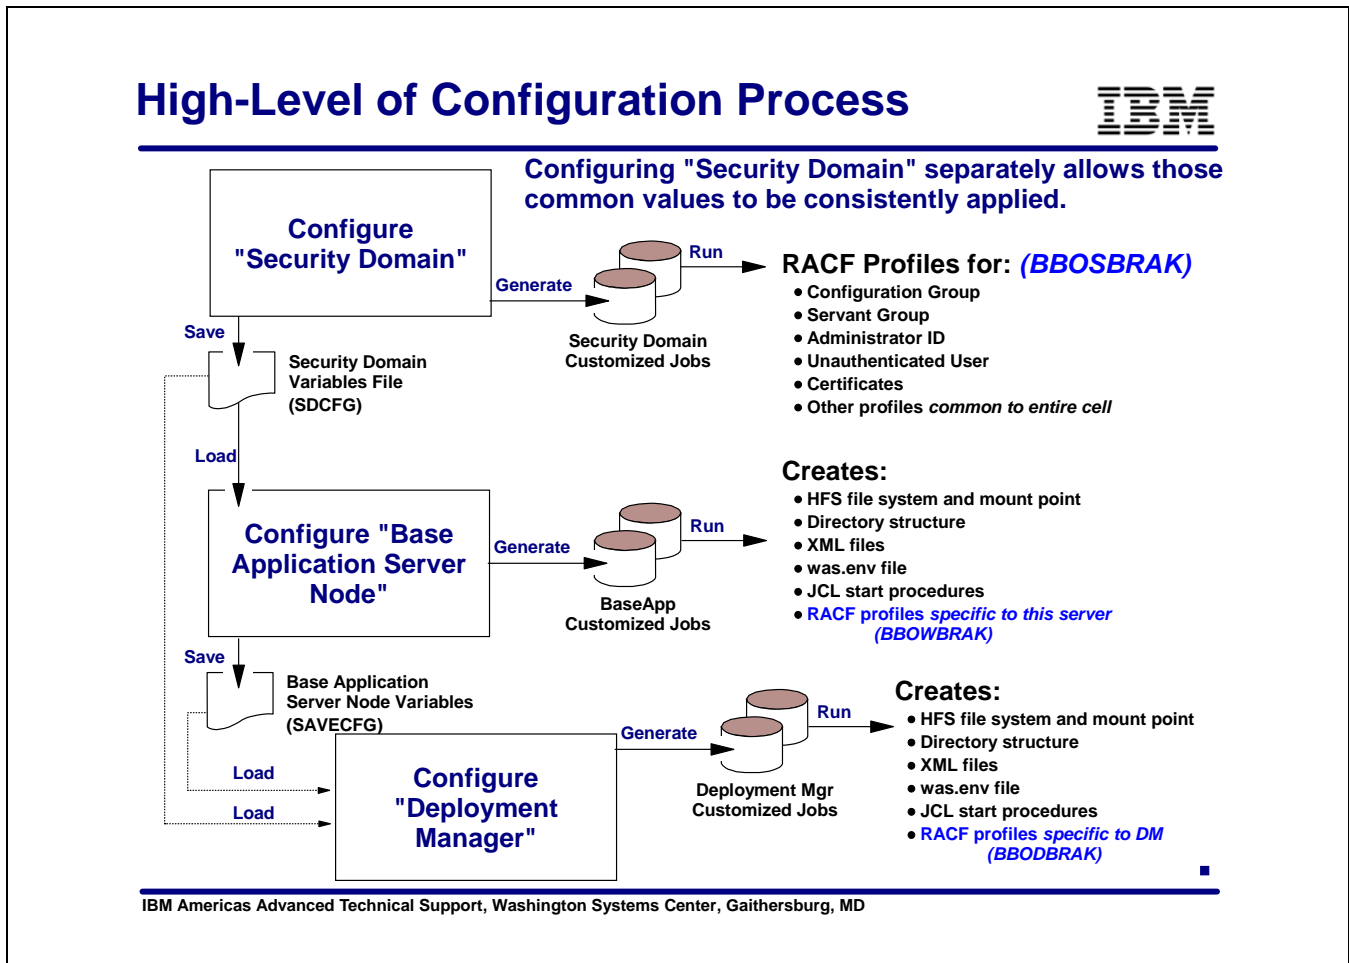 High-Level of Configuration Process
IBM
Configuring "Security Domain" separately allows those
common values to be consistently applied.
Configure
"Security Domain"
Generate
Run
Security Domain
Customized Jobs
RACF Profiles for: (BBOSBRAK)
● Configuration Group
● Servant Group
● Administrator ID
● Unauthenticated User
● Certificates
● Other profiles common to entire cell
Save
Security Domain
Variables File
(SDCFG)
Load
Configure "Base
Application Server
Node"
Generate
Run
BaseApp
Customized Jobs
Creates:
● HFS file system and mount point
● Directory structure
● XML files
● was.env file
● JCL start procedures
● RACF profiles specific to this server
(BBOWBRAK)
Save
Base Application
Server Node Variables
(SAVECFG)
Load
Load
Configure
"Deployment
Manager"
Generate
Run
Deployment Mgr
Customized Jobs
Creates:
● HFS file system and mount point
● Directory structure
● XML files
● was.env file
● JCL start procedures
● RACF profiles specific to DM
(BBODBRAK)
IBM Americas Advanced Technical Support, Washington Systems Center, Gaithersburg, MD